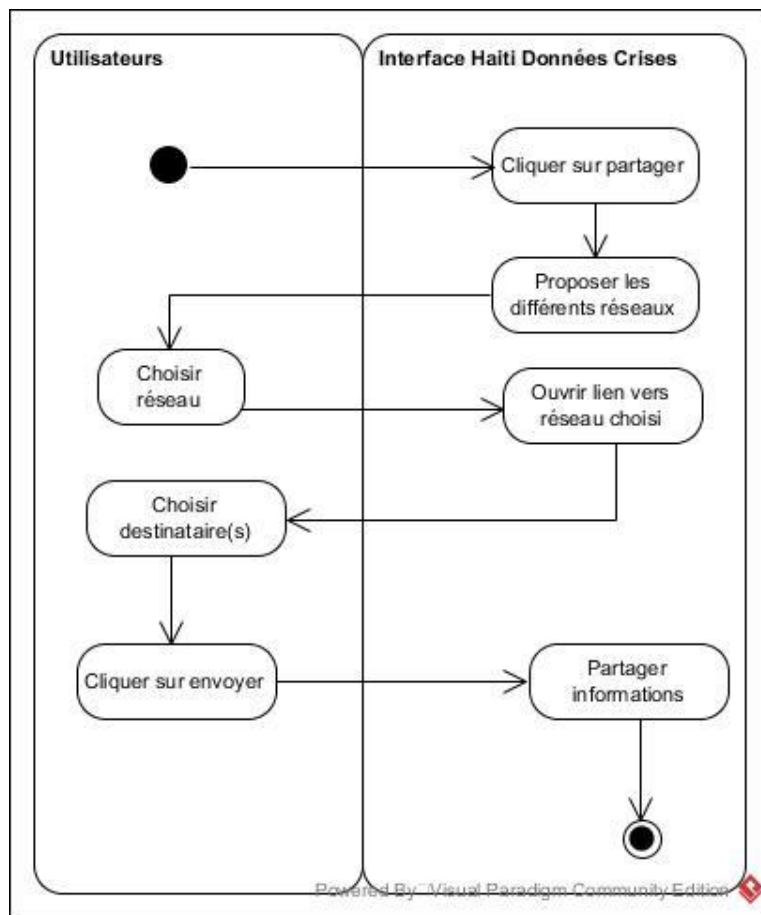 Utilisateurs
Interface Haiti Données Crises
Cliquer sur partager
Proposer les
différents réseaux
Choisir
réseau
Ouvrir lien vers
réseau choisi
Choisir
destinataire(s)
Cliquer sur envoyer
Partager
informations
Powered By Visual Paradigm Community Edition